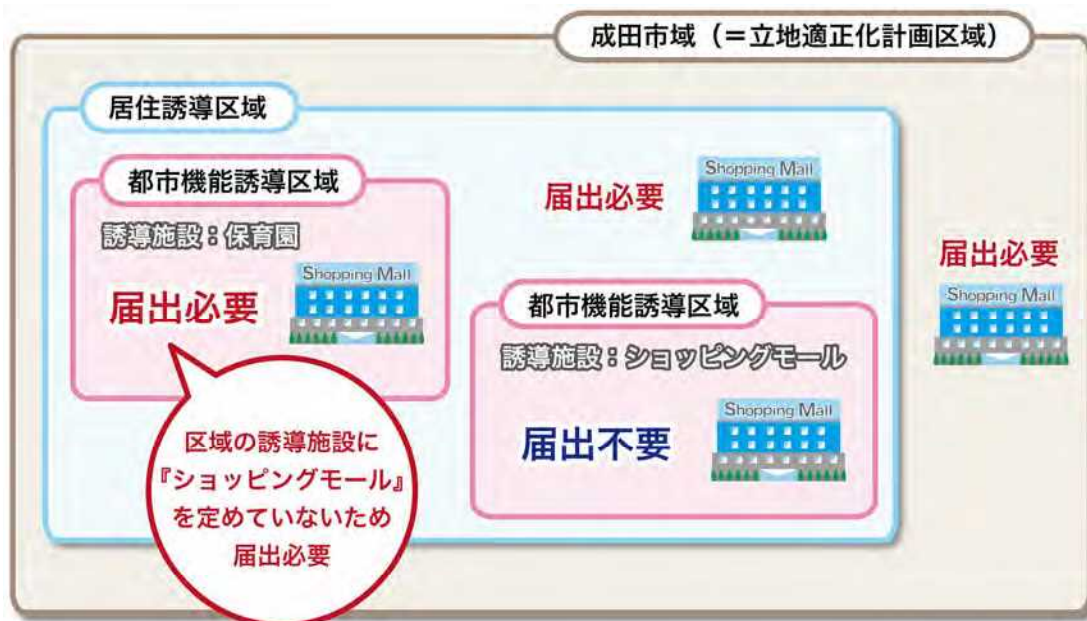 成田市域（＝立地適正化計画区域）
居住誘導区域
都市機能誘導区域
誘導施設：保育園
届出必要
Shopping Mall
区域の誘導施設に
『ショッピングモール』
を定めていないため
届出必要
届出必要
Shopping Mall
都市機能誘導区域
誘導施設：ショッピングモール
届出不要
Shopping Mall
届出必要
Shopping Mall